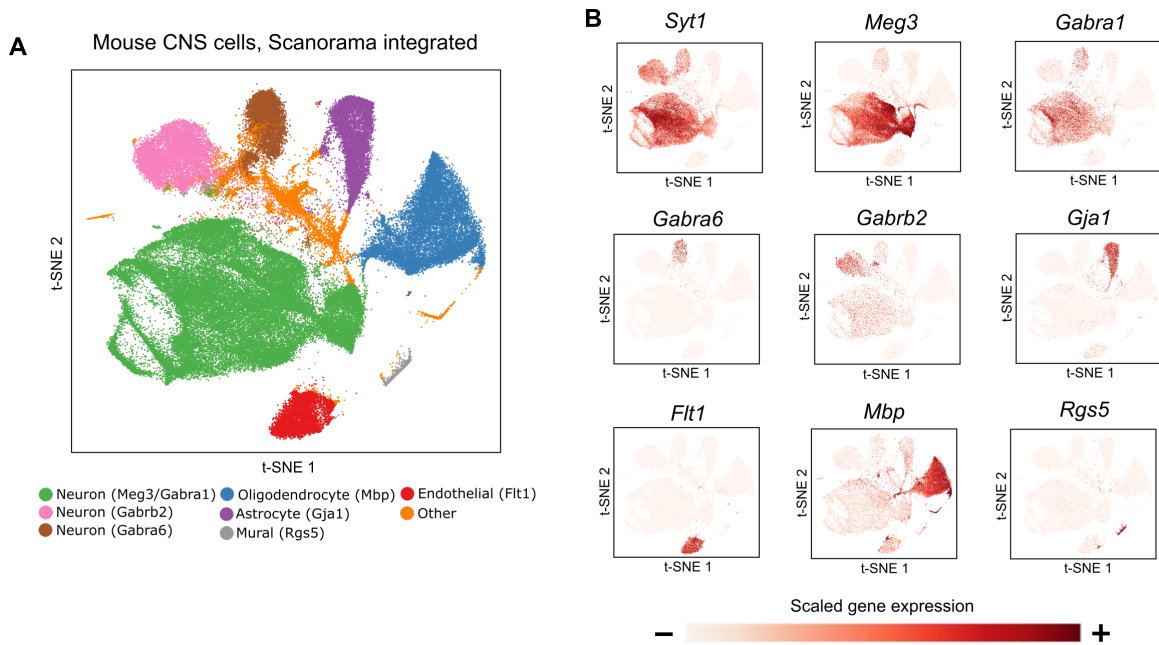 A
Mouse CNS cells, Scanorama integrated
t-SNE 2
t-SNE 1
Neuron (Meg3/Gabra1)
Neuron (Gabrb2)
Neuron (Gabra6)
Oligodendrocyte (Mbp)
Astrocyte (Gja1)
Mural (Rgs5)
Endothelial (Flt1)
Other
B
Syt1
t-SNE 2
t-SNE 1
Meg3
t-SNE 2
t-SNE 1
Gabra1
t-SNE 2
t-SNE 1
Gabra6
t-SNE 2
t-SNE 1
Gabrb2
t-SNE 2
t-SNE 1
Gja1
t-SNE 2
t-SNE 1
Flt1
t-SNE 2
t-SNE 1
Mbp
t-SNE 2
t-SNE 1
Rgs5
t-SNE 2
t-SNE 1
Scaled gene expression
− +